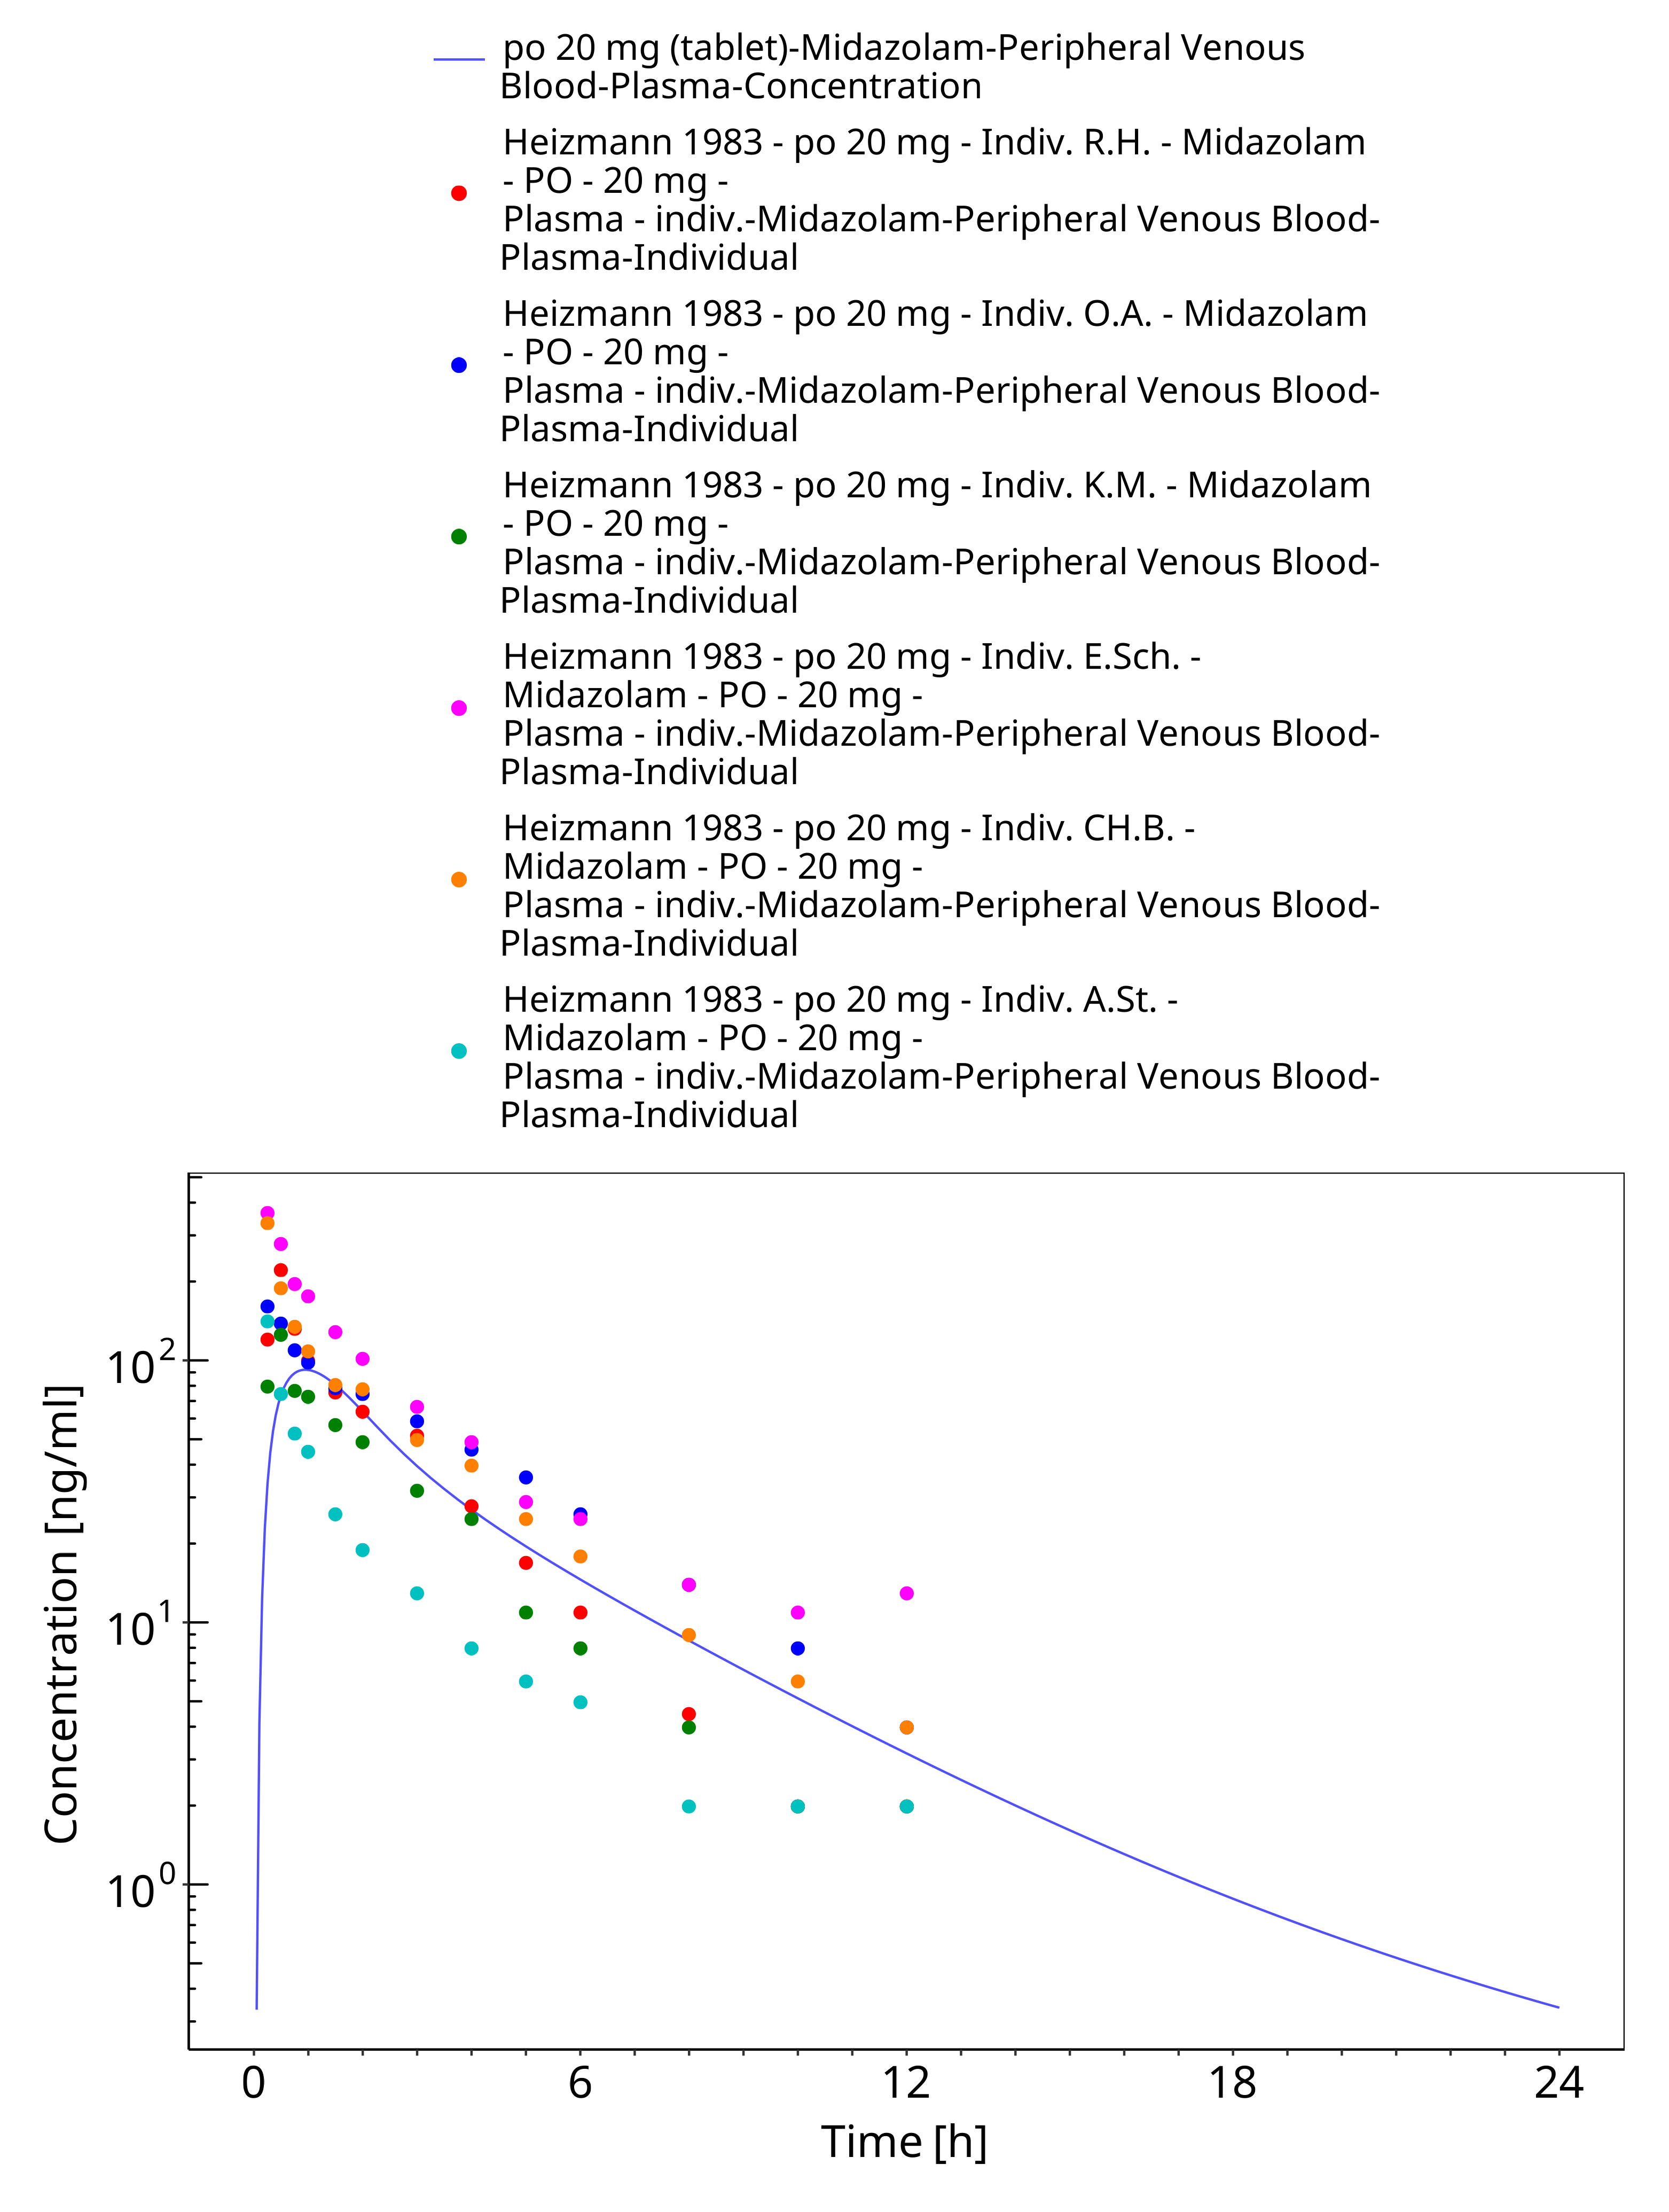 po 20 mg (tablet)-Midazolam-Peripheral Venous
Blood-Plasma-Concentration
Heizmann 1983 - po 20 mg - Indiv. R.H. - Midazolam
- PO - 20 mg -
Plasma - indiv.-Midazolam-Peripheral Venous Blood-
Plasma-Individual
Heizmann 1983 - po 20 mg - Indiv. O.A. - Midazolam
- PO - 20 mg -
Plasma - indiv.-Midazolam-Peripheral Venous Blood-
Plasma-Individual
Heizmann 1983 - po 20 mg - Indiv. K.M. - Midazolam
- PO - 20 mg -
Plasma - indiv.-Midazolam-Peripheral Venous Blood-
Plasma-Individual
Heizmann 1983 - po 20 mg - Indiv. E.Sch. -
Midazolam - PO - 20 mg -
Plasma - indiv.-Midazolam-Peripheral Venous Blood-
Plasma-Individual
Heizmann 1983 - po 20 mg - Indiv. CH.B. -
Midazolam - PO - 20 mg -
Plasma - indiv.-Midazolam-Peripheral Venous Blood-
Plasma-Individual
Heizmann 1983 - po 20 mg - Indiv. A.St. -
Midazolam - PO - 20 mg -
Plasma - indiv.-Midazolam-Peripheral Venous Blood-
Plasma-Individual
Concentration [ng/ml]
10²
10¹
10⁰
0 6 12 18 24
Time [h]